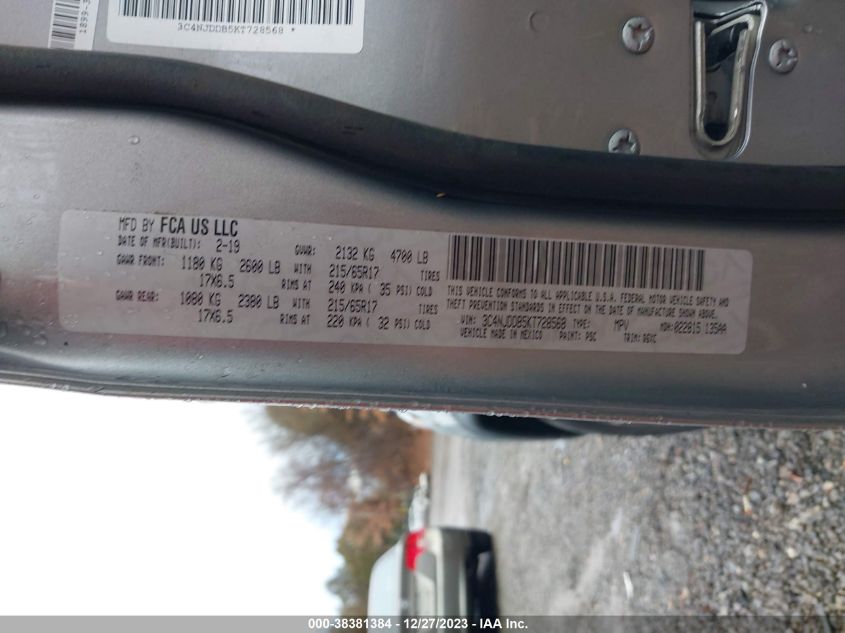 1899-3
3C4NJDDB5KT728568 *
MFD BY FCA US LLC
DATE OF MFR(BUILT): 2-19 GVWR: 2132 KG 4700 LB
GAWR FRONT: 1180 KG 2600 LB WITH 215/65R17 TIRES
17X6.5 RIMS AT 240 KPA ( 35 PSI) COLD
GAWR REAR: 1080 KG 2380 LB WITH 215/65R17 TIRES
17X6.5 RIMS AT 220 KPA ( 32 PSI) COLD
THIS VEHICLE CONFORMS TO ALL APPLICABLE U.S.A. FEDERAL MOTOR VEHICLE SAFETY AND
THEFT PREVENTION STANDARDS IN EFFECT ON THE DATE OF MANUFACTURE SHOWN ABOVE.
VIN: 3C4NJDDB5KT728568 TYPE: MPV MDH: 022815 135AA
VEHICLE MADE IN MEXICO PAINT: PSC TRIM:
000-38381384 - 12/27/2023 - IAA Inc.